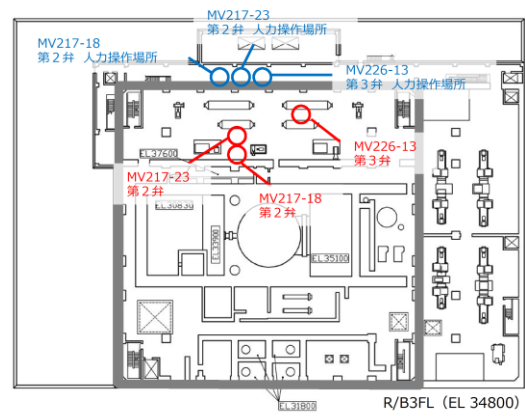 MV217-23
第２弁 人力操作場所
MV217-18
第２弁 人力操作場所
MV226-13
第３弁 人力操作場所
MV226-13
第３弁
EL37600
MV217-23
第２弁
MV217-18
第２弁
EL30830
EL33900
EL35100
EL31800
R/B3FL（EL 34800）